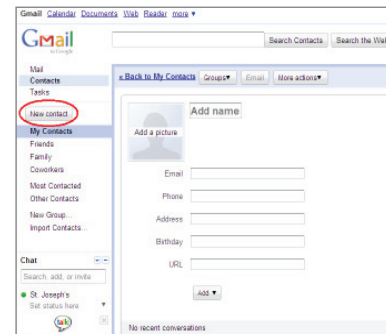 Gmail Calendar Documents Web Reader more ▼
Gmail
by Google
Search Contacts Search the Web
Mail
Contacts
Tasks
New contact
My Contacts
Friends
Family
Coworkers
Most Contacted
Other Contacts
New Group...
Import Contacts...
Chat
Search, add, or invite
St. Joseph's
Set status here
talk
« Back to My Contacts Groups▼ Email More actions▼
Add a picture
Add name
Email
Phone
Address
Birthday
URL
Add ▼
No recent conversations